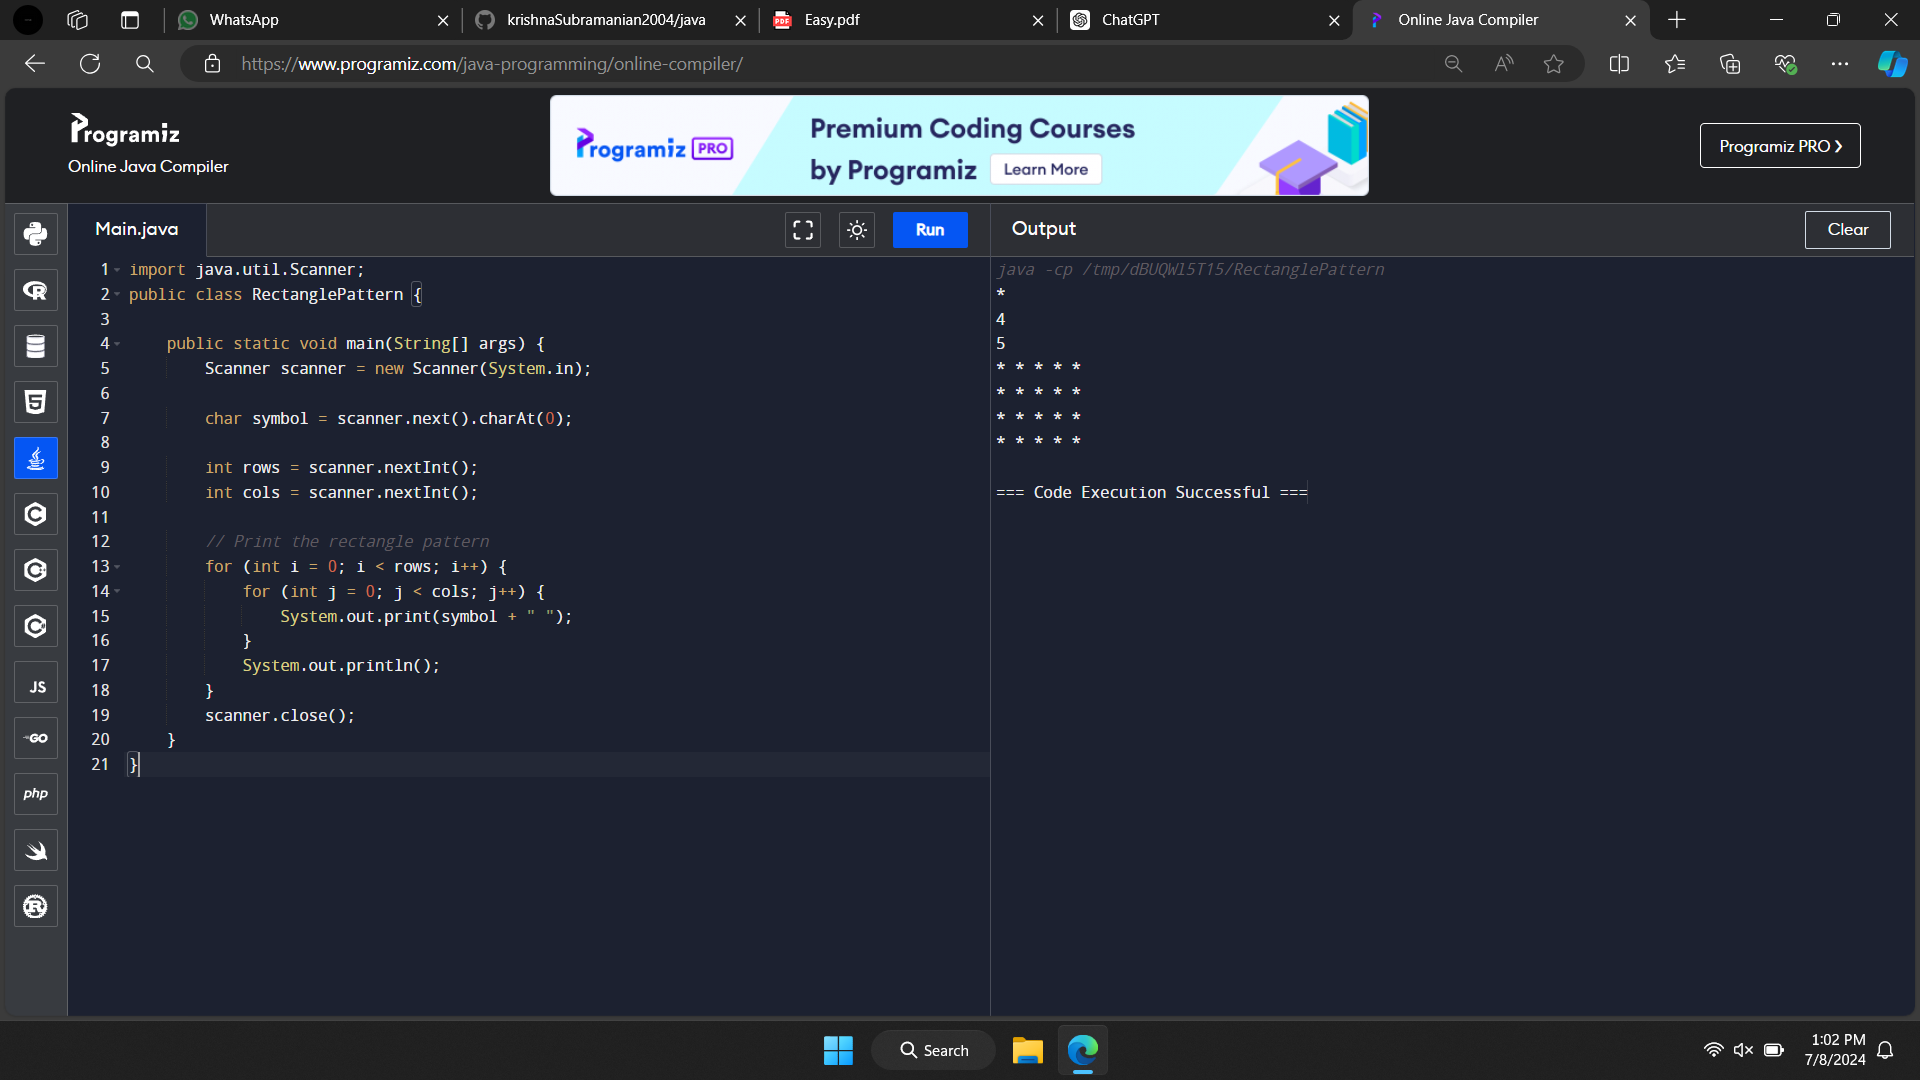 WhatsApp
krishnaSubramanian2004/java
Easy.pdf
ChatGPT
Online Java Compiler
https://www.programiz.com/java-programming/online-compiler/
Programiz
Online Java Compiler
Programiz PRO
Premium Coding Courses
by Programiz
Learn More
Programiz PRO ›
Main.java
Run
Output
Clear
1 import java.util.Scanner;
2 public class RectanglePattern {
3
4 public static void main(String[] args) {
5 Scanner scanner = new Scanner(System.in);
6
7 char symbol = scanner.next().charAt(0);
8
9 int rows = scanner.nextInt();
10 int cols = scanner.nextInt();
11
12 // Print the rectangle pattern
13 for (int i = 0; i < rows; i++) {
14 for (int j = 0; j < cols; j++) {
15 System.out.print(symbol + " ");
16 }
17 System.out.println();
18 }
19 scanner.close();
20 }
21 }
java -cp /tmp/dBUQWl5T15/RectanglePattern
*
4
5
* * * * *
* * * * *
* * * * *
* * * * *
=== Code Execution Successful ===
JS
GO
php
Search
1:02 PM
7/8/2024